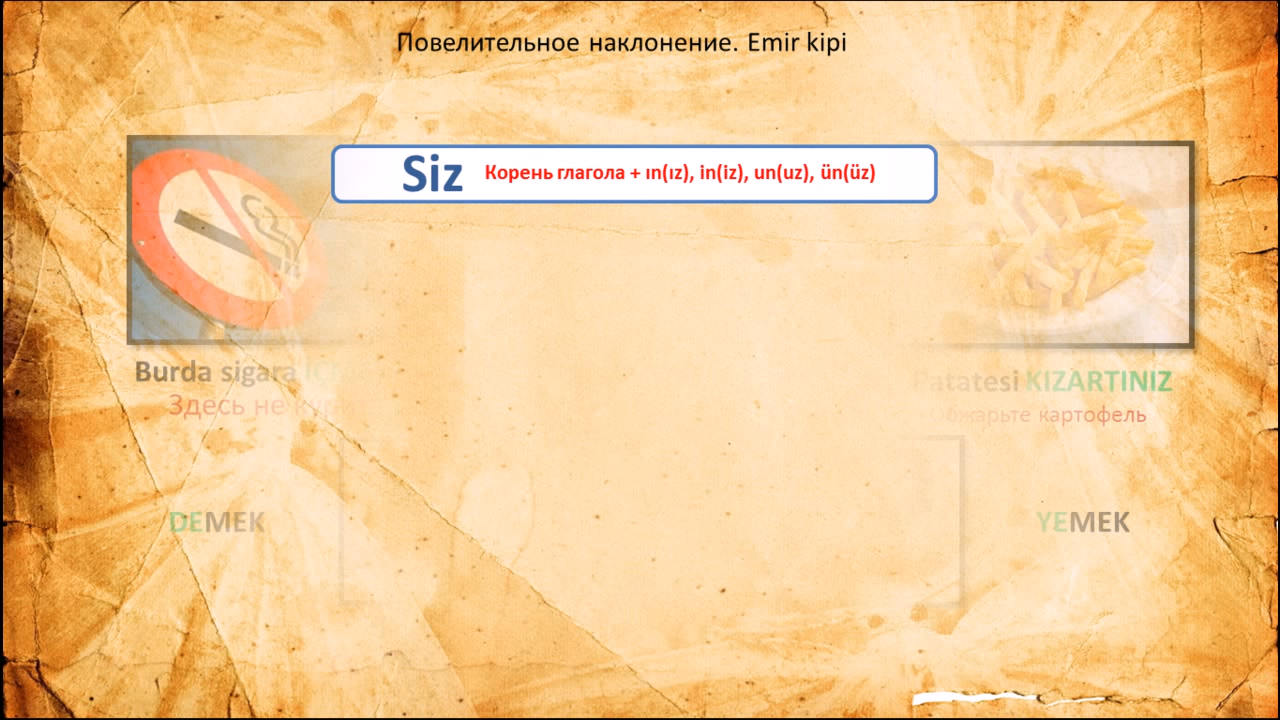 Повелительное наклонение. Emir kipi
Siz Корень глагола + ın(ız), in(iz), un(uz), ün(üz)
Burda sigara
Здесь не
Patatesi KIZARTINIZ
Обжарьте картофель
DEMEK
YEMEK